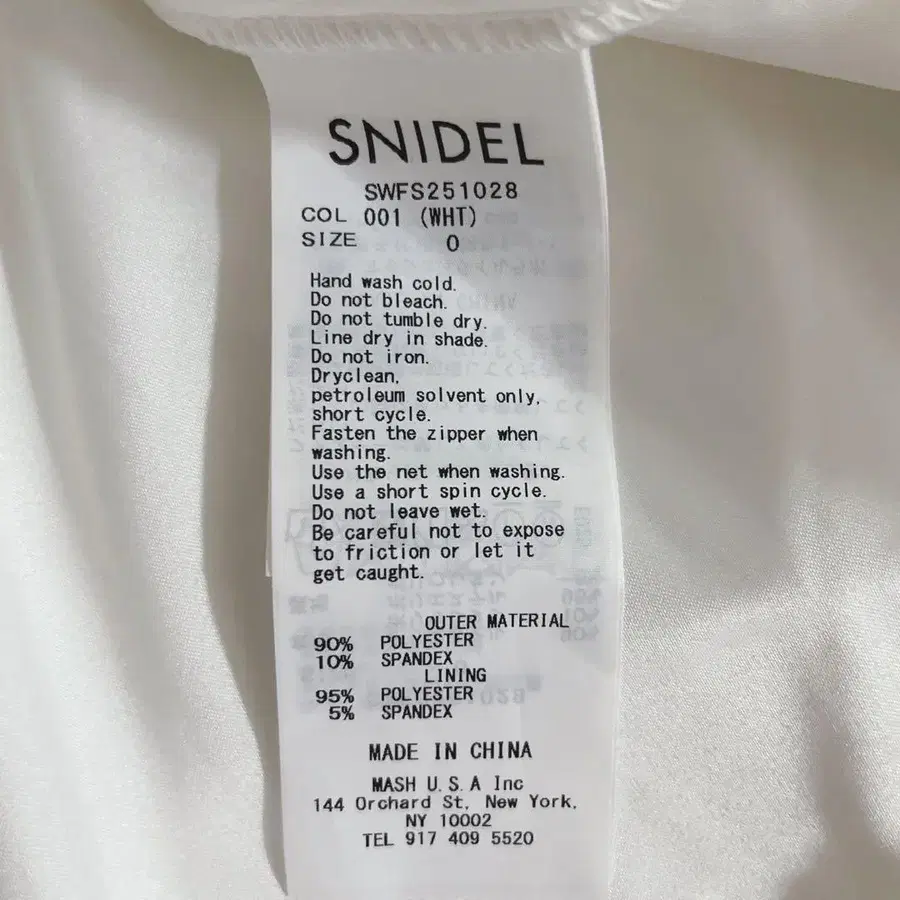 SNIDEL
SWFS251028
COL 001 (WHT)
SIZE 0
Hand wash cold.
Do not bleach.
Do not tumble dry.
Line dry in shade.
Do not iron.
Dryclean,
petroleum solvent only,
short cycle.
Fasten the zipper when
washing.
Use the net when washing.
Use a short spin cycle.
Do not leave wet.
Be careful not to expose
to friction or let it
get caught.
OUTER MATERIAL
90% POLYESTER
10% SPANDEX
LINING
95% POLYESTER
5% SPANDEX
MADE IN CHINA
MASH U.S.A Inc
144 Orchard St, New York,
NY 10002
TEL 917 409 5520